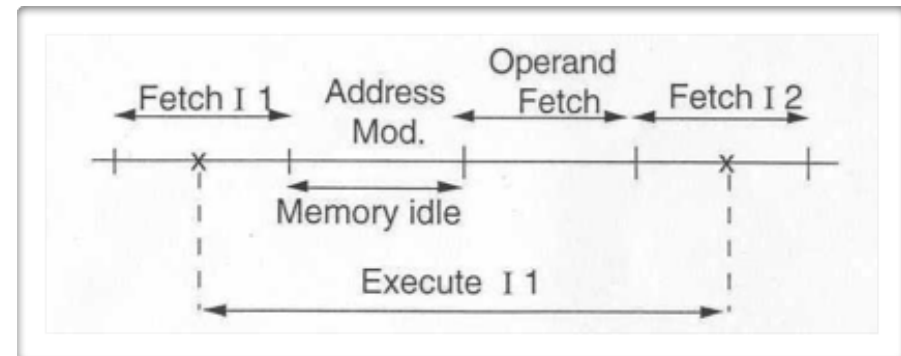 Fetch I 1
Address
Mod.
Operand
Fetch
Fetch I 2
Memory idle
Execute I 1